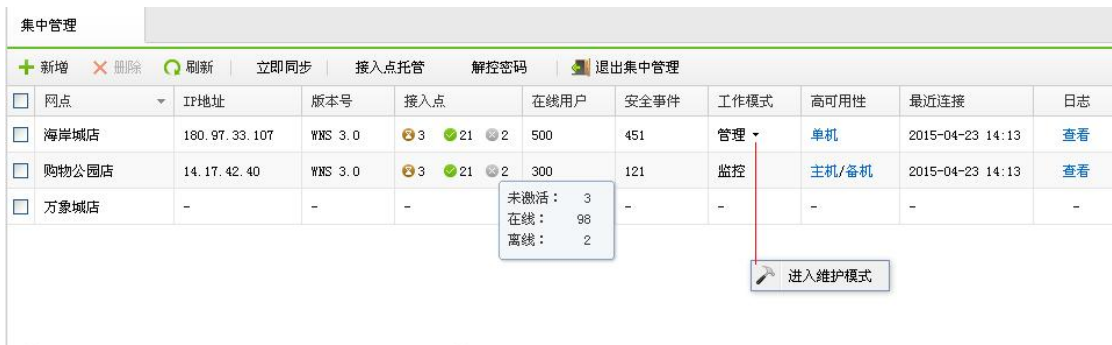 集中管理
新增 删除 刷新 立即同步 接入点托管 解控密码 退出集中管理
网点 IP地址 版本号 接入点 在线用户 安全事件 工作模式 高可用性 最近连接 日志
海岸城店 180.97.33.107 WNS 3.0 3 21 2 500 451 管理 单机 2015-04-23 14:13 查看
购物公园店 14.17.42.40 WNS 3.0 3 21 2 300 121 监控 主机/备机 2015-04-23 14:13 查看
万象城店 - - - - - - - -
未激活： 3
在线： 98
离线： 2
进入维护模式